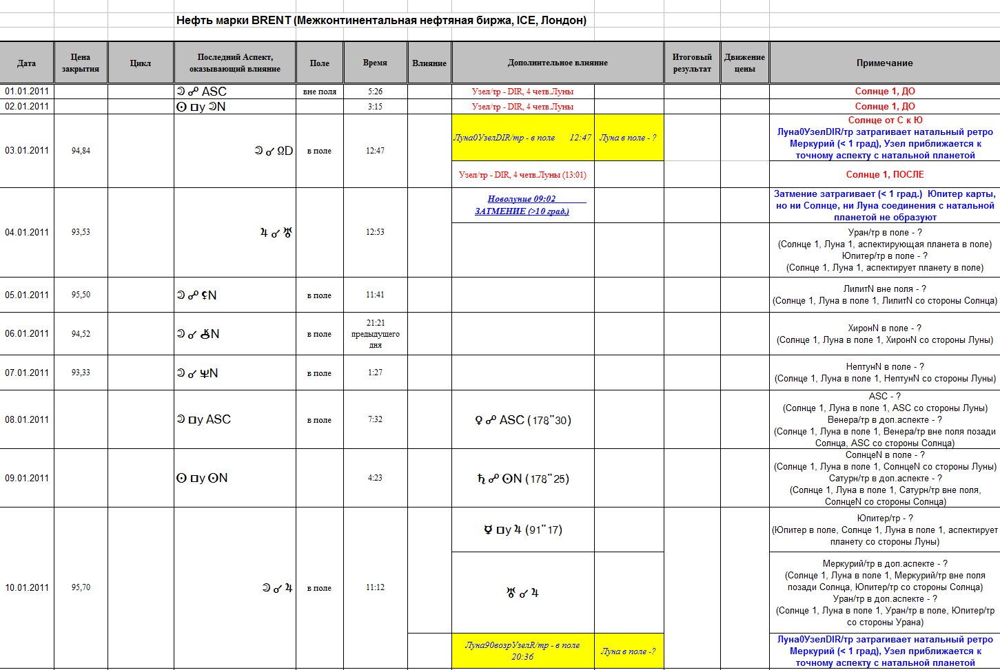 Нефть марки BRENT (Межконтинентальная нефтяная биржа, ICE, Лондон)
Дата
Цена
закрытия
Цикл
Последний Аспект,
оказывающий влияние
Поле
Время
Влияние
Дополнительное влияние
Итоговый
результат
Движение
цены
Примечание
01.01.2011
☽ ☍ ASC
вне поля
5:26
Узел/тр - DIR, 4 четв.Луны
Солнце 1, ДО
02.01.2011
☉ □у ☽N
3:15
Узел/тр - DIR, 4 четв.Луны
Солнце 1, ДО
03.01.2011
94,84
☽ ☌ ☊D
в поле
12:47
Луна0УзелDIR/тр - в поле 12:47
Луна в поле - ?
Солнце от С к Ю
Луна0УзелDIR/тр затрагивает натальный ретро
Меркурий (< 1 град), Узел приближается к
точному аспекту с натальной планетой
Узел/тр - DIR, 4 четв.Луны (13:01)
Солнце 1, ПОСЛЕ
04.01.2011
93,53
♃ ☌ ♅
12:53
Новолуние 09:02
ЗАТМЕНИЕ (>10 град.)
Затмение затрагивает (< 1 град.) Юпитер карты,
но ни Солнце, ни Луна соединения с натальной
планетой не образуют
Уран/тр в поле - ?
(Солнце 1, Луна 1, аспектирующая планета в поле)
Юпитер/тр в поле - ?
(Солнце 1, Луна 1, аспектирует планету в поле)
05.01.2011
95,50
☽ ☍ ⚸N
в поле
11:41
ЛилитN вне поля - ?
(Солнце 1, Луна в поле 1, ЛилитN со стороны Солнца)
06.01.2011
94,52
☽ ☌ ⚷N
в поле
21:21
предыдущего
дня
ХиронN в поле - ?
(Солнце 1, Луна в поле 1, ХиронN со стороны Луны)
07.01.2011
93,33
☽ ☌ ♆N
в поле
1:27
НептунN в поле - ?
(Солнце 1, Луна в поле 1, НептунN со стороны Луны)
08.01.2011
☽ □у ASC
в поле
7:32
♀ ☍ ASC (178"30)
ASC - ?
(Солнце 1, Луна в поле 1, ASC со стороны Луны)
Венера/тр в доп.аспекте - ?
(Солнце 1, Луна в поле 1, Венера/тр вне поля позади
Солнца, ASC со стороны Солнца)
09.01.2011
☉ □у ☉N
4:23
♄ ☍ ☉N (178"25)
СолнцеN в поле - ?
(Солнце 1, Луна в поле 1, СолнцеN со стороны Луны)
Сатурн/тр в доп.аспекте - ?
(Солнце 1, Луна в поле 1, Сатурн/тр вне поля,
СолнцеN со стороны Солнца)
10.01.2011
95,70
☽ ☌ ♃
в поле
11:12
☿ □у ♃ (91"17)
Юпитер/тр - ?
(Юпитер в поле, Солнце 1, Луна в поле 1, аспектирует
планету со стороны Луны)
♅ ☌ ♃
Меркурий/тр в доп.аспекте - ?
(Солнце 1, Луна в поле 1, Меркурий/тр вне поля
позади Солнца, Юпитер/тр со стороны Солнца)
Уран/тр в доп.аспекте - ?
(Солнце 1, Луна в поле 1, Уран/тр в поле, Юпитер/тр
со стороны Урана)
Луна90возрУзелR/тр - в поле
20:36
Луна в поле -?
Луна0УзелDIR/тр затрагивает натальный ретро
Меркурий (< 1 град), Узел приближается к
точному аспекту с натальной планетой